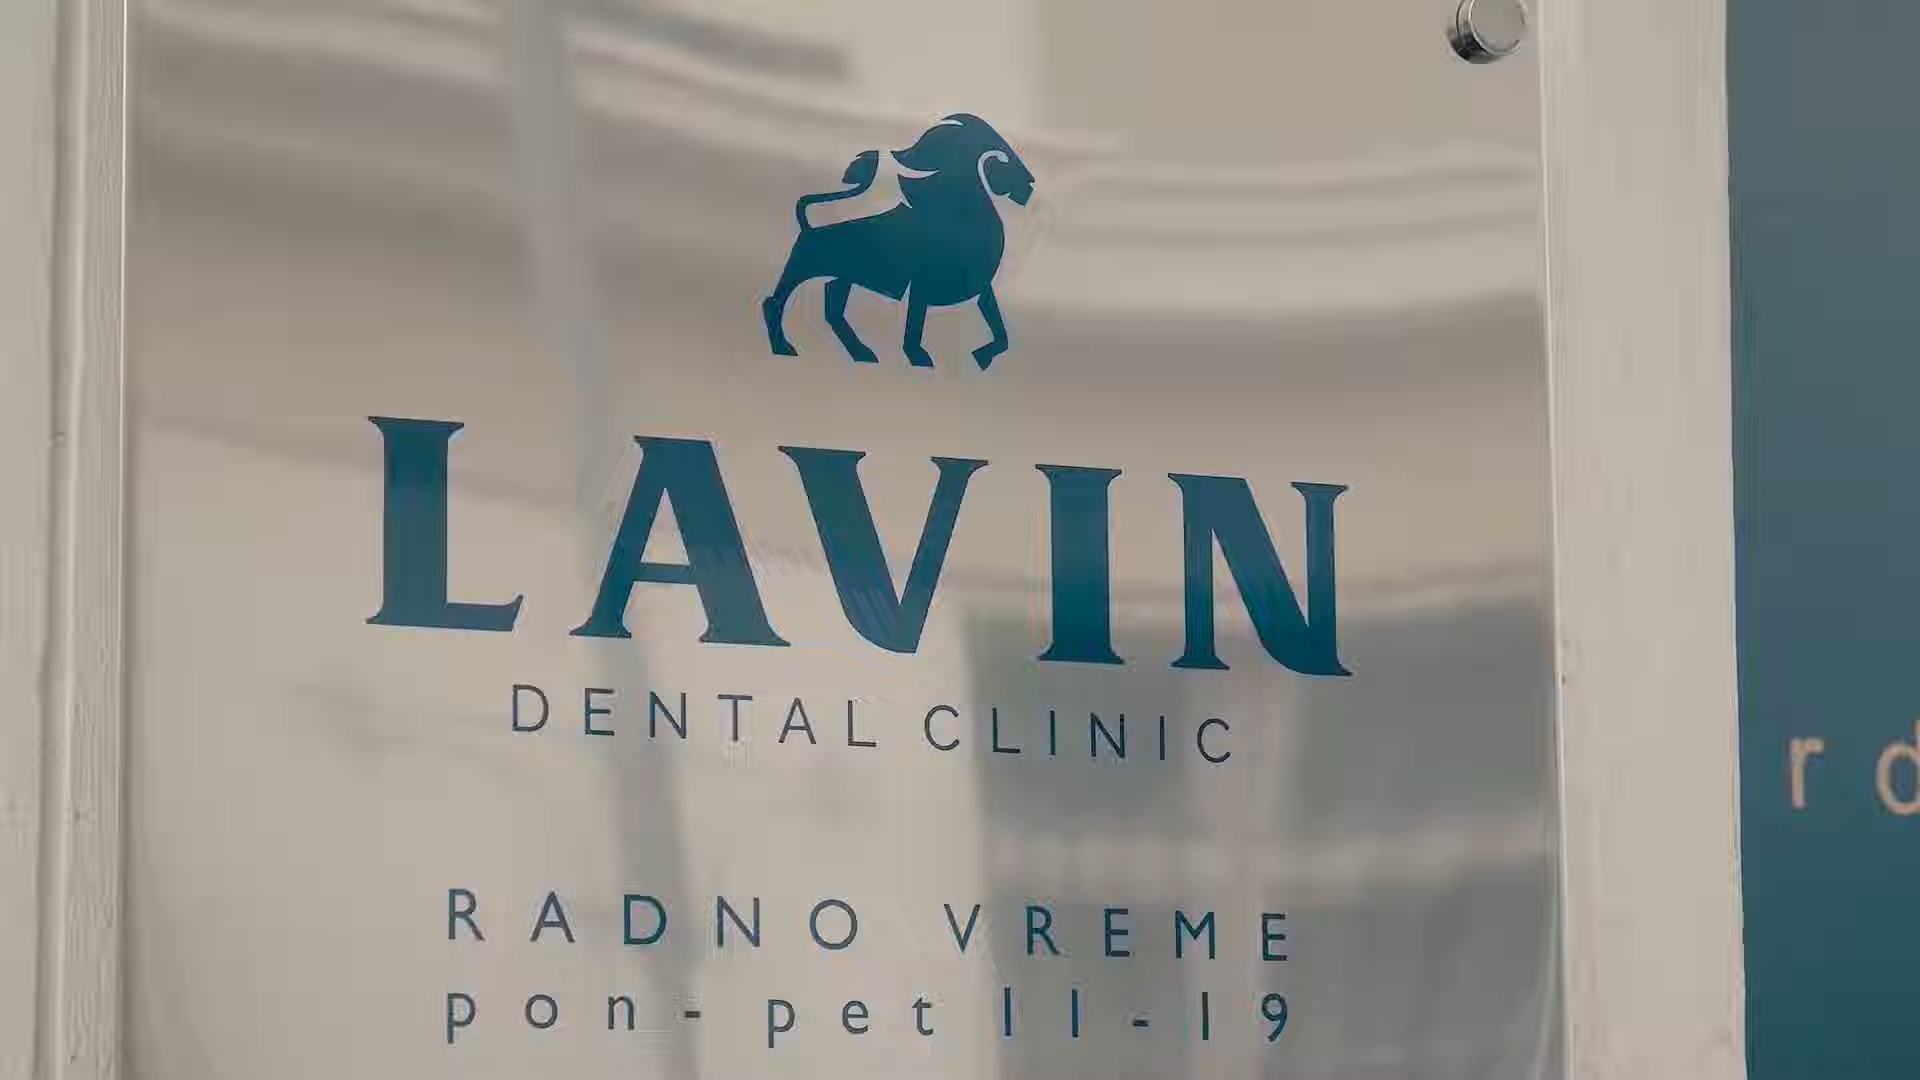 LAVIN
DENTAL CLINIC
RADNO VREME
pon-pet 11-19